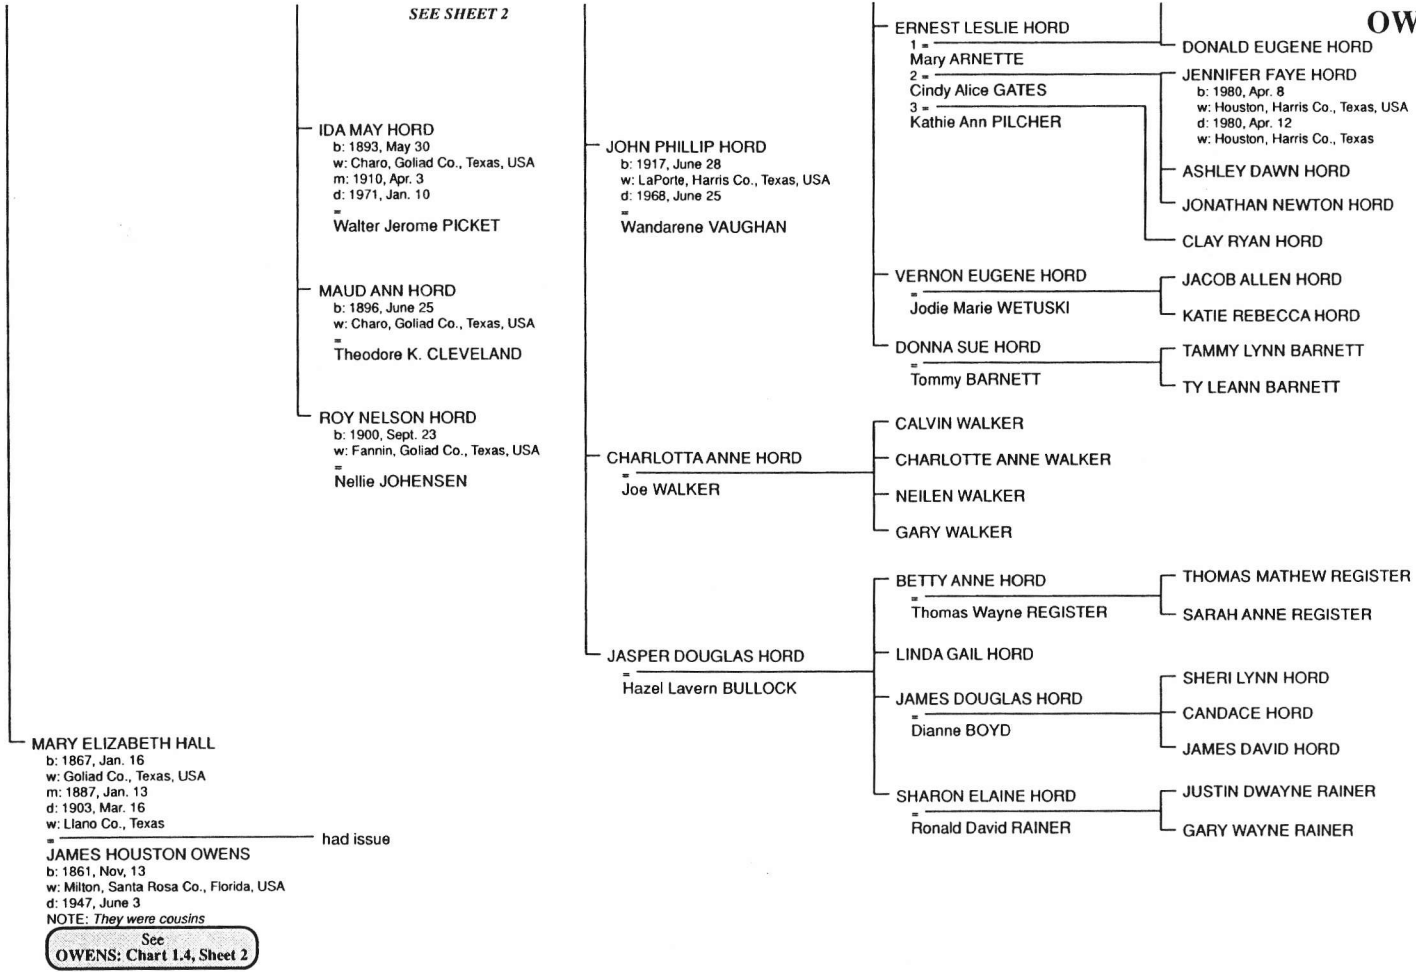 SEE SHEET 2
OW
MARY ELIZABETH HALL
b: 1867, Jan. 16
w: Goliad Co., Texas, USA
m: 1887, Jan. 13
d: 1903, Mar. 16
w: Llano Co., Texas
=
had issue
JAMES HOUSTON OWENS
b: 1861, Nov, 13
w: Milton, Santa Rosa Co., Florida, USA
d: 1947, June 3
NOTE: They were cousins
See
OWENS: Chart 1.4, Sheet 2
IDA MAY HORD
b: 1893, May 30
w: Charo, Goliad Co., Texas, USA
m: 1910, Apr. 3
d: 1971, Jan. 10
=
Walter Jerome PICKET
MAUD ANN HORD
b: 1896, June 25
w: Charo, Goliad Co., Texas, USA
=
Theodore K. CLEVELAND
ROY NELSON HORD
b: 1900, Sept. 23
w: Fannin, Goliad Co., Texas, USA
=
Nellie JOHENSEN
JOHN PHILLIP HORD
b: 1917, June 28
w: LaPorte, Harris Co., Texas, USA
d: 1968, June 25
=
Wandarene VAUGHAN
CHARLOTTA ANNE HORD
=
Joe WALKER
JASPER DOUGLAS HORD
=
Hazel Lavern BULLOCK
ERNEST LESLIE HORD
1 =
Mary ARNETTE
2 =
Cindy Alice GATES
3 =
Kathie Ann PILCHER
VERNON EUGENE HORD
=
Jodie Marie WETUSKI
DONNA SUE HORD
=
Tommy BARNETT
CALVIN WALKER
CHARLOTTE ANNE WALKER
NEILEN WALKER
GARY WALKER
BETTY ANNE HORD
=
Thomas Wayne REGISTER
LINDA GAIL HORD
JAMES DOUGLAS HORD
=
Dianne BOYD
SHARON ELAINE HORD
=
Ronald David RAINER
DONALD EUGENE HORD
JENNIFER FAYE HORD
b: 1980, Apr. 8
w: Houston, Harris Co., Texas, USA
d: 1980, Apr. 12
w: Houston, Harris Co., Texas
ASHLEY DAWN HORD
JONATHAN NEWTON HORD
CLAY RYAN HORD
JACOB ALLEN HORD
KATIE REBECCA HORD
TAMMY LYNN BARNETT
TY LEANN BARNETT
THOMAS MATHEW REGISTER
SARAH ANNE REGISTER
SHERI LYNN HORD
CANDACE HORD
JAMES DAVID HORD
JUSTIN DWAYNE RAINER
GARY WAYNE RAINER